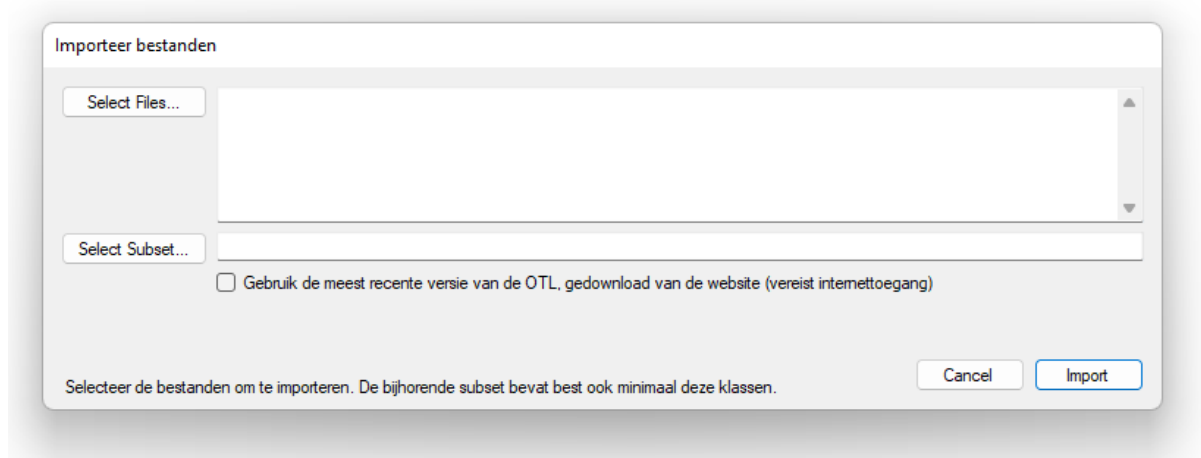 Importeer bestanden
Select Files...
Select Subset...
Gebruik de meest recente versie van de OTL, gedownload van de website (vereist internettoegang)
Selecteer de bestanden om te importeren. De bijhorende subset bevat best ook minimaal deze klassen.
Cancel
Import